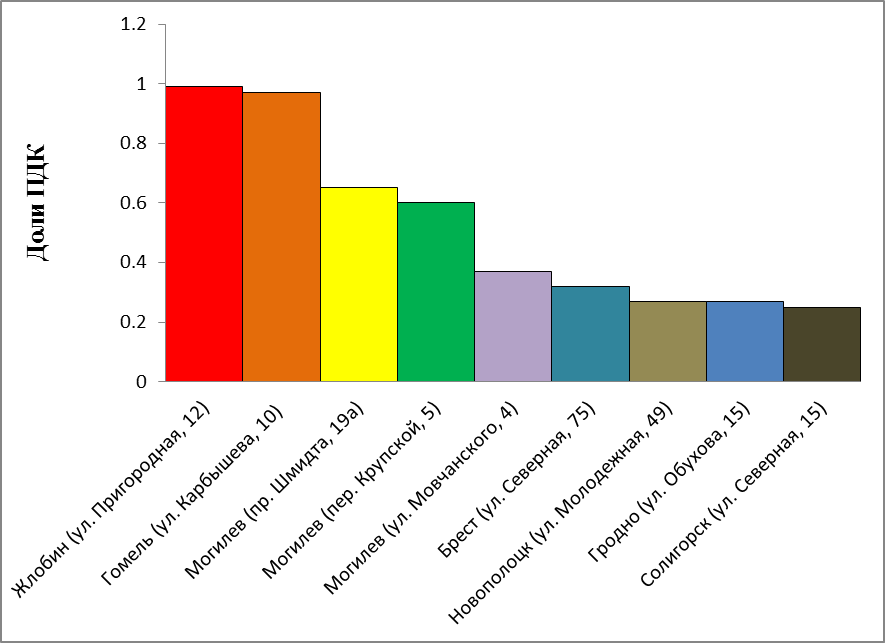 Доли ПДК
1.2
1
0.8
0.6
0.4
0.2
0
Жлобин (ул. Пригородная, 12)
Гомель (ул. Карбышева, 10)
Могилев (пр. Шмидта, 19а)
Могилев (пер. Крупской, 5)
Могилев (ул. Мовчанского, 4)
Брест (ул. Северная, 75)
Новополоцк (ул. Молодежная, 49)
Гродно (ул. Обухова, 15)
Солигорск (ул. Северная, 15)